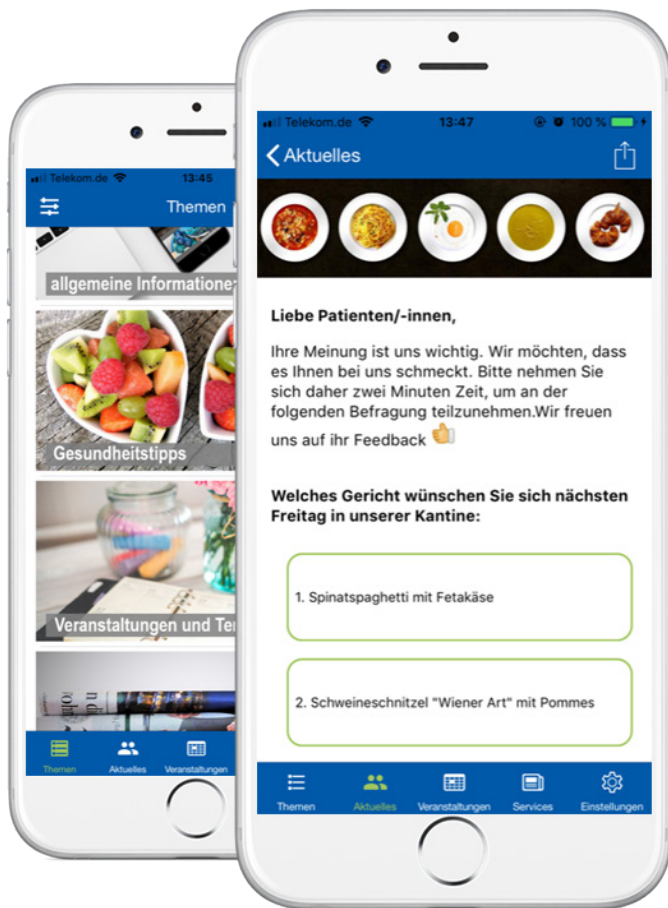 Telekom.de 13:45
Themen
allgemeine Informatione
Gesundheitstipps
Veranstaltungen und Te
Themen Aktuelles Veranstaltungen
Telekom.de 13:47 100 %
Aktuelles
Liebe Patienten/-innen,
Ihre Meinung ist uns wichtig. Wir möchten, dass
es Ihnen bei uns schmeckt. Bitte nehmen Sie
sich daher zwei Minuten Zeit, um an der
folgenden Befragung teilzunehmen.Wir freuen
uns auf ihr Feedback 👍
Welches Gericht wünschen Sie sich nächsten
Freitag in unserer Kantine:
1. Spinatspaghetti mit Fetakäse
2. Schweineschnitzel "Wiener Art" mit Pommes
Themen Aktuelles Veranstaltungen Services Einstellungen